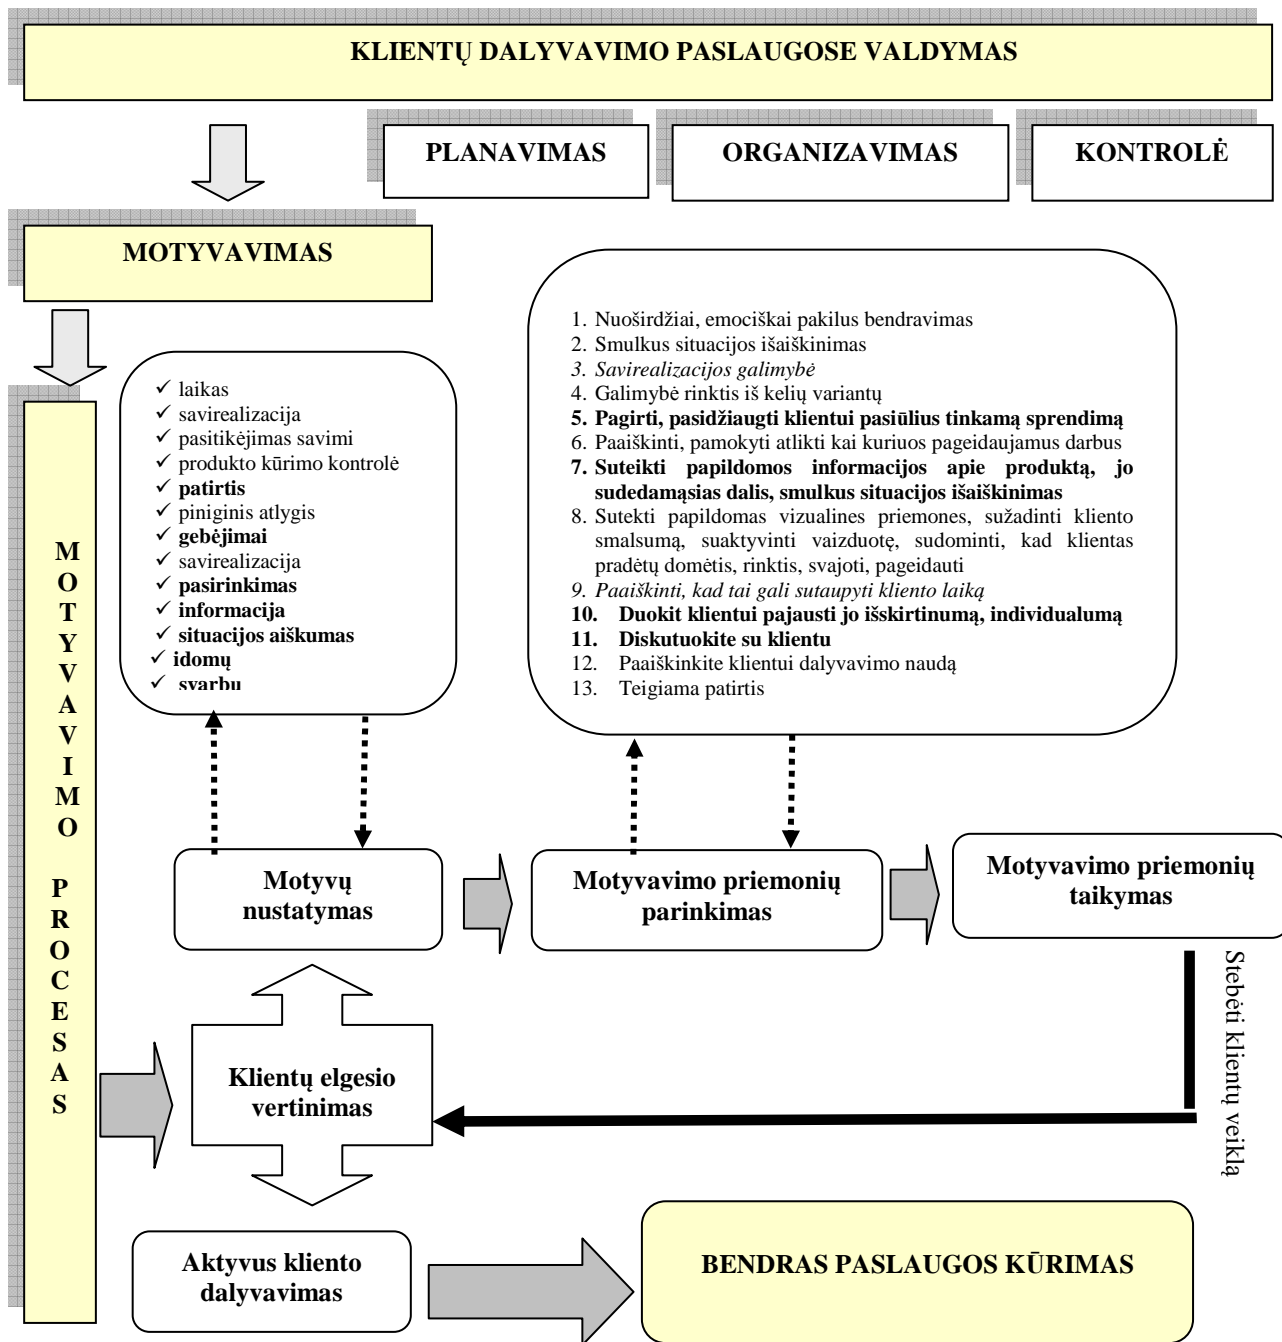 KLIENTŲ DALYVAVIMO PASLAUGOSE VALDYMAS
PLANAVIMAS
ORGANIZAVIMAS
KONTROLĖ
MOTYVAVIMAS
✓ laikas
✓ savirealizacija
✓ pasitikėjimas savimi
✓ produkto kūrimo kontrolė
✓ patirtis
✓ piniginis atlygis
✓ gebėjimai
✓ savirealizacija
✓ pasirinkimas
✓ informacija
✓ situacijos aiškumas
✓ idomų
✓ svarbu
1. Nuoširdžiai, emociškai pakilus bendravimas
2. Smulkus situacijos išaiškinimas
3. Savirealizacijos galimybė
4. Galimybė rinktis iš kelių variantų
5. Pagirti, pasidžiaugti klientui pasiūlius tinkamą sprendimą
6. Paaiškinti, pamokyti atlikti kai kuriuos pageidaujamus darbus
7. Suteikti papildomos informacijos apie produktą, jo
sudedamąsias dalis, smulkus situacijos išaiškinimas
8. Sutekti papildomas vizualines priemones, sužadinti kliento
smalsumą, suaktyvinti vaizduotę, sudominti, kad klientas
pradėtų domėtis, rinktis, svajoti, pageidauti
9. Paaiškinti, kad tai gali sutaupyti kliento laiką
10. Duokit klientui pajausti jo išskirtinumą, individualumą
11. Diskutuokite su klientu
12. Paaiškinkite klientui dalyvavimo naudą
13. Teigiama patirtis
MOTYVAVIMO PROCESAS
Motyvų
nustatymas
Motyvavimo priemonių
parinkimas
Motyvavimo priemonių
taikymas
Stebėti klientų veiklą
Klientų elgesio
vertinimas
Aktyvus kliento
dalyvavimas
BENDRAS PASLAUGOS KŪRIMAS